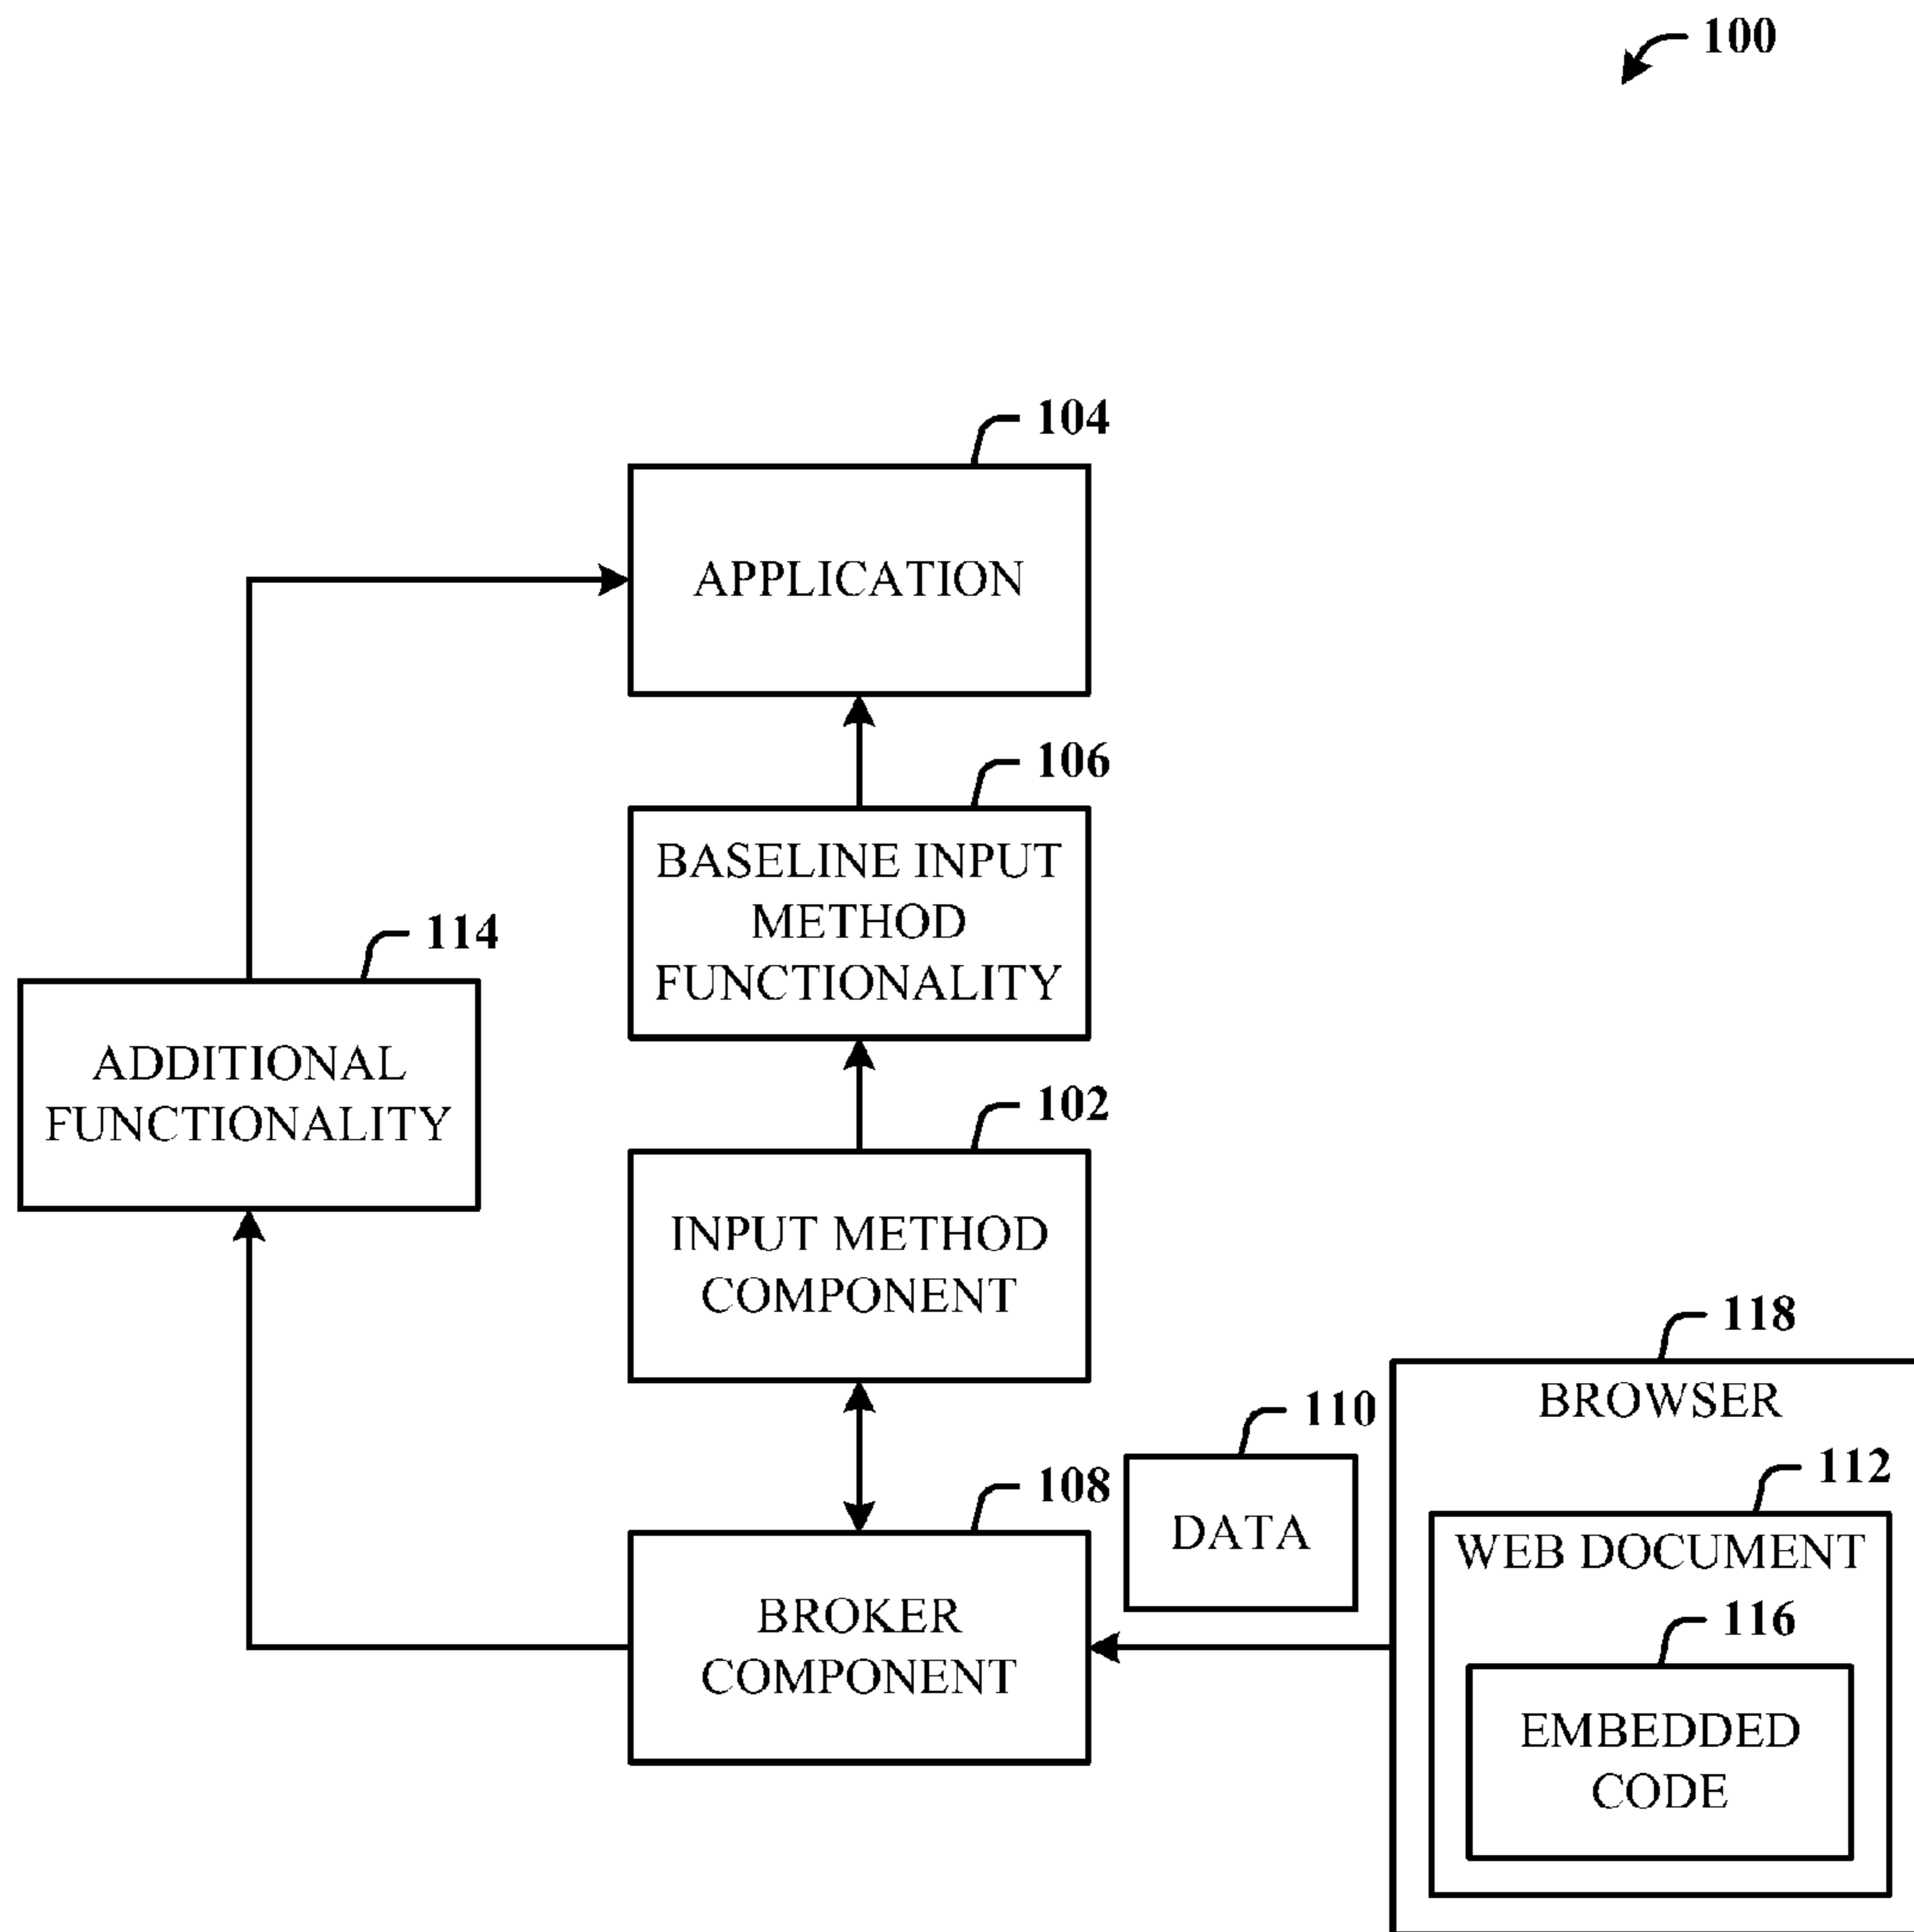 100
104
APPLICATION
106
BASELINE INPUT
METHOD
FUNCTIONALITY
114
ADDITIONAL
FUNCTIONALITY
102
INPUT METHOD
COMPONENT
118
BROWSER
110
DATA
112
WEB DOCUMENT
108
BROKER
COMPONENT
116
EMBEDDED
CODE